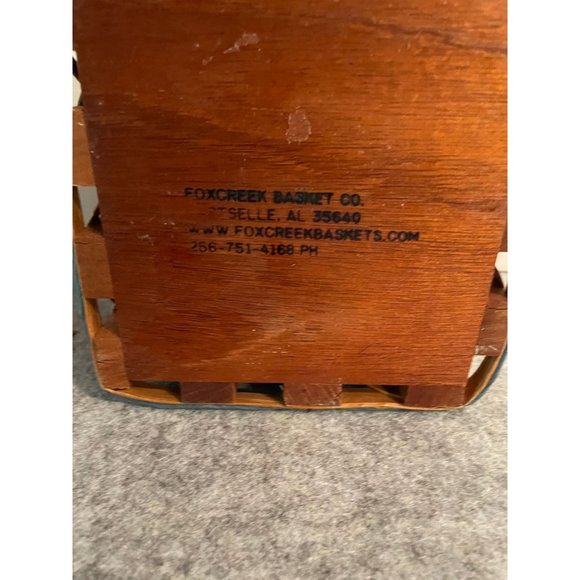 FOXCREEK BASKET CO.
AL 35640
WWW.FOXCREEKBASKETS.COM
256-751-4168 PH